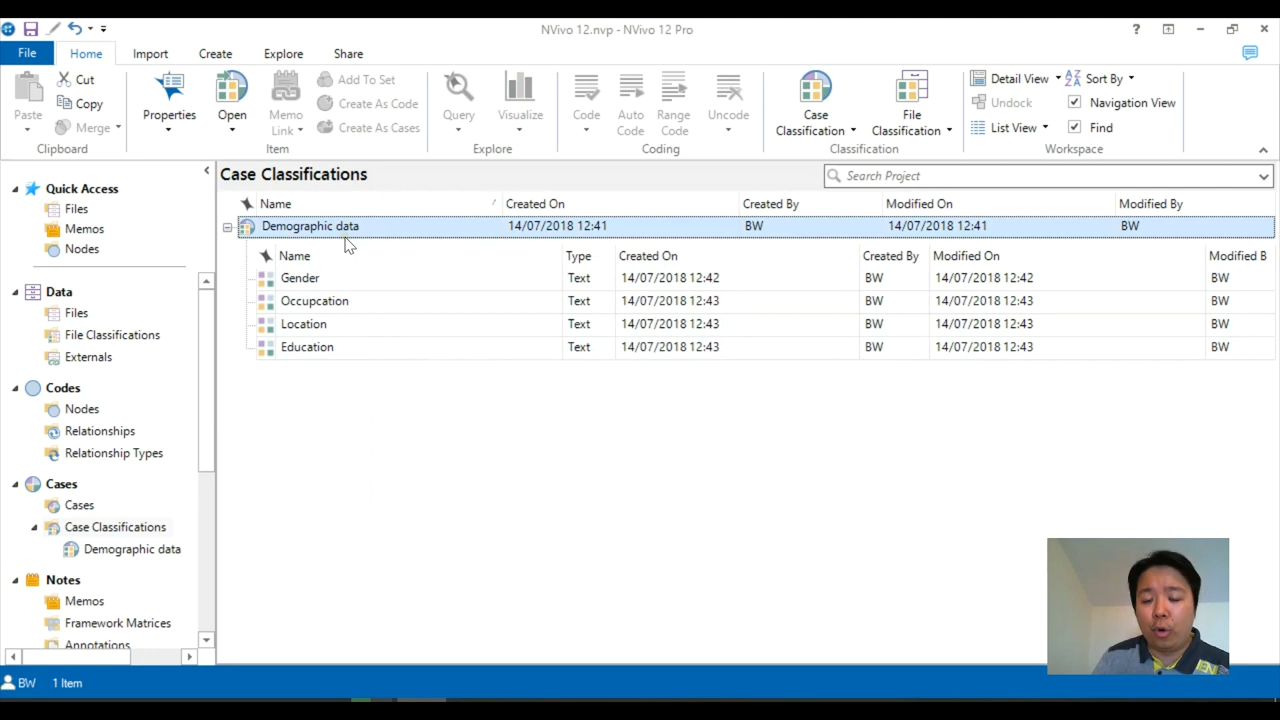 NVivo 12.nvp - NVivo 12 Pro
File Home Import Create Explore Share
Paste Cut Copy Merge Clipboard
Properties Open Memo Link Add To Set Create As Code Create As Cases Item
Query Visualize Explore
Code Auto Code Range Code Uncode Coding
Case Classification File Classification Classification
Detail View Sort By
Undock Navigation View
List View Find
Workspace
Quick Access
Files
Memos
Nodes
Data
Files
File Classifications
Externals
Codes
Nodes
Relationships
Relationship Types
Cases
Cases
Case Classifications
Demographic data
Notes
Memos
Framework Matrices
Annotations
Case Classifications Search Project
Name Created On Created By Modified On Modified By
Demographic data 14/07/2018 12:41 BW 14/07/2018 12:41 BW
Name Type Created On Created By Modified On Modified B
Gender Text 14/07/2018 12:42 BW 14/07/2018 12:42 BW
Occupcation Text 14/07/2018 12:43 BW 14/07/2018 12:43 BW
Location Text 14/07/2018 12:43 BW 14/07/2018 12:43 BW
Education Text 14/07/2018 12:43 BW 14/07/2018 12:43 BW
BW 1 Item